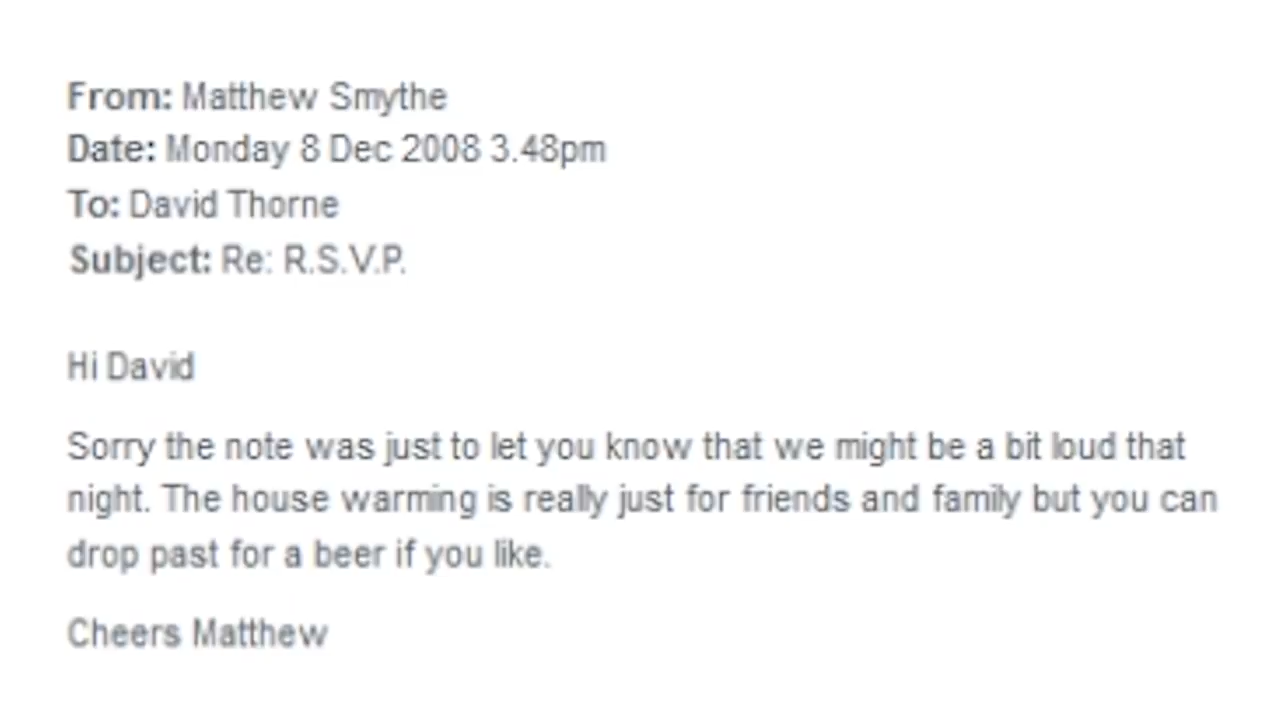 From: Matthew Smythe
Date: Monday 8 Dec 2008 3.48pm
To: David Thorne
Subject: Re: R.S.V.P.
Hi David
Sorry the note was just to let you know that we might be a bit loud that
night. The house warming is really just for friends and family but you can
drop past for a beer if you like.
Cheers Matthew